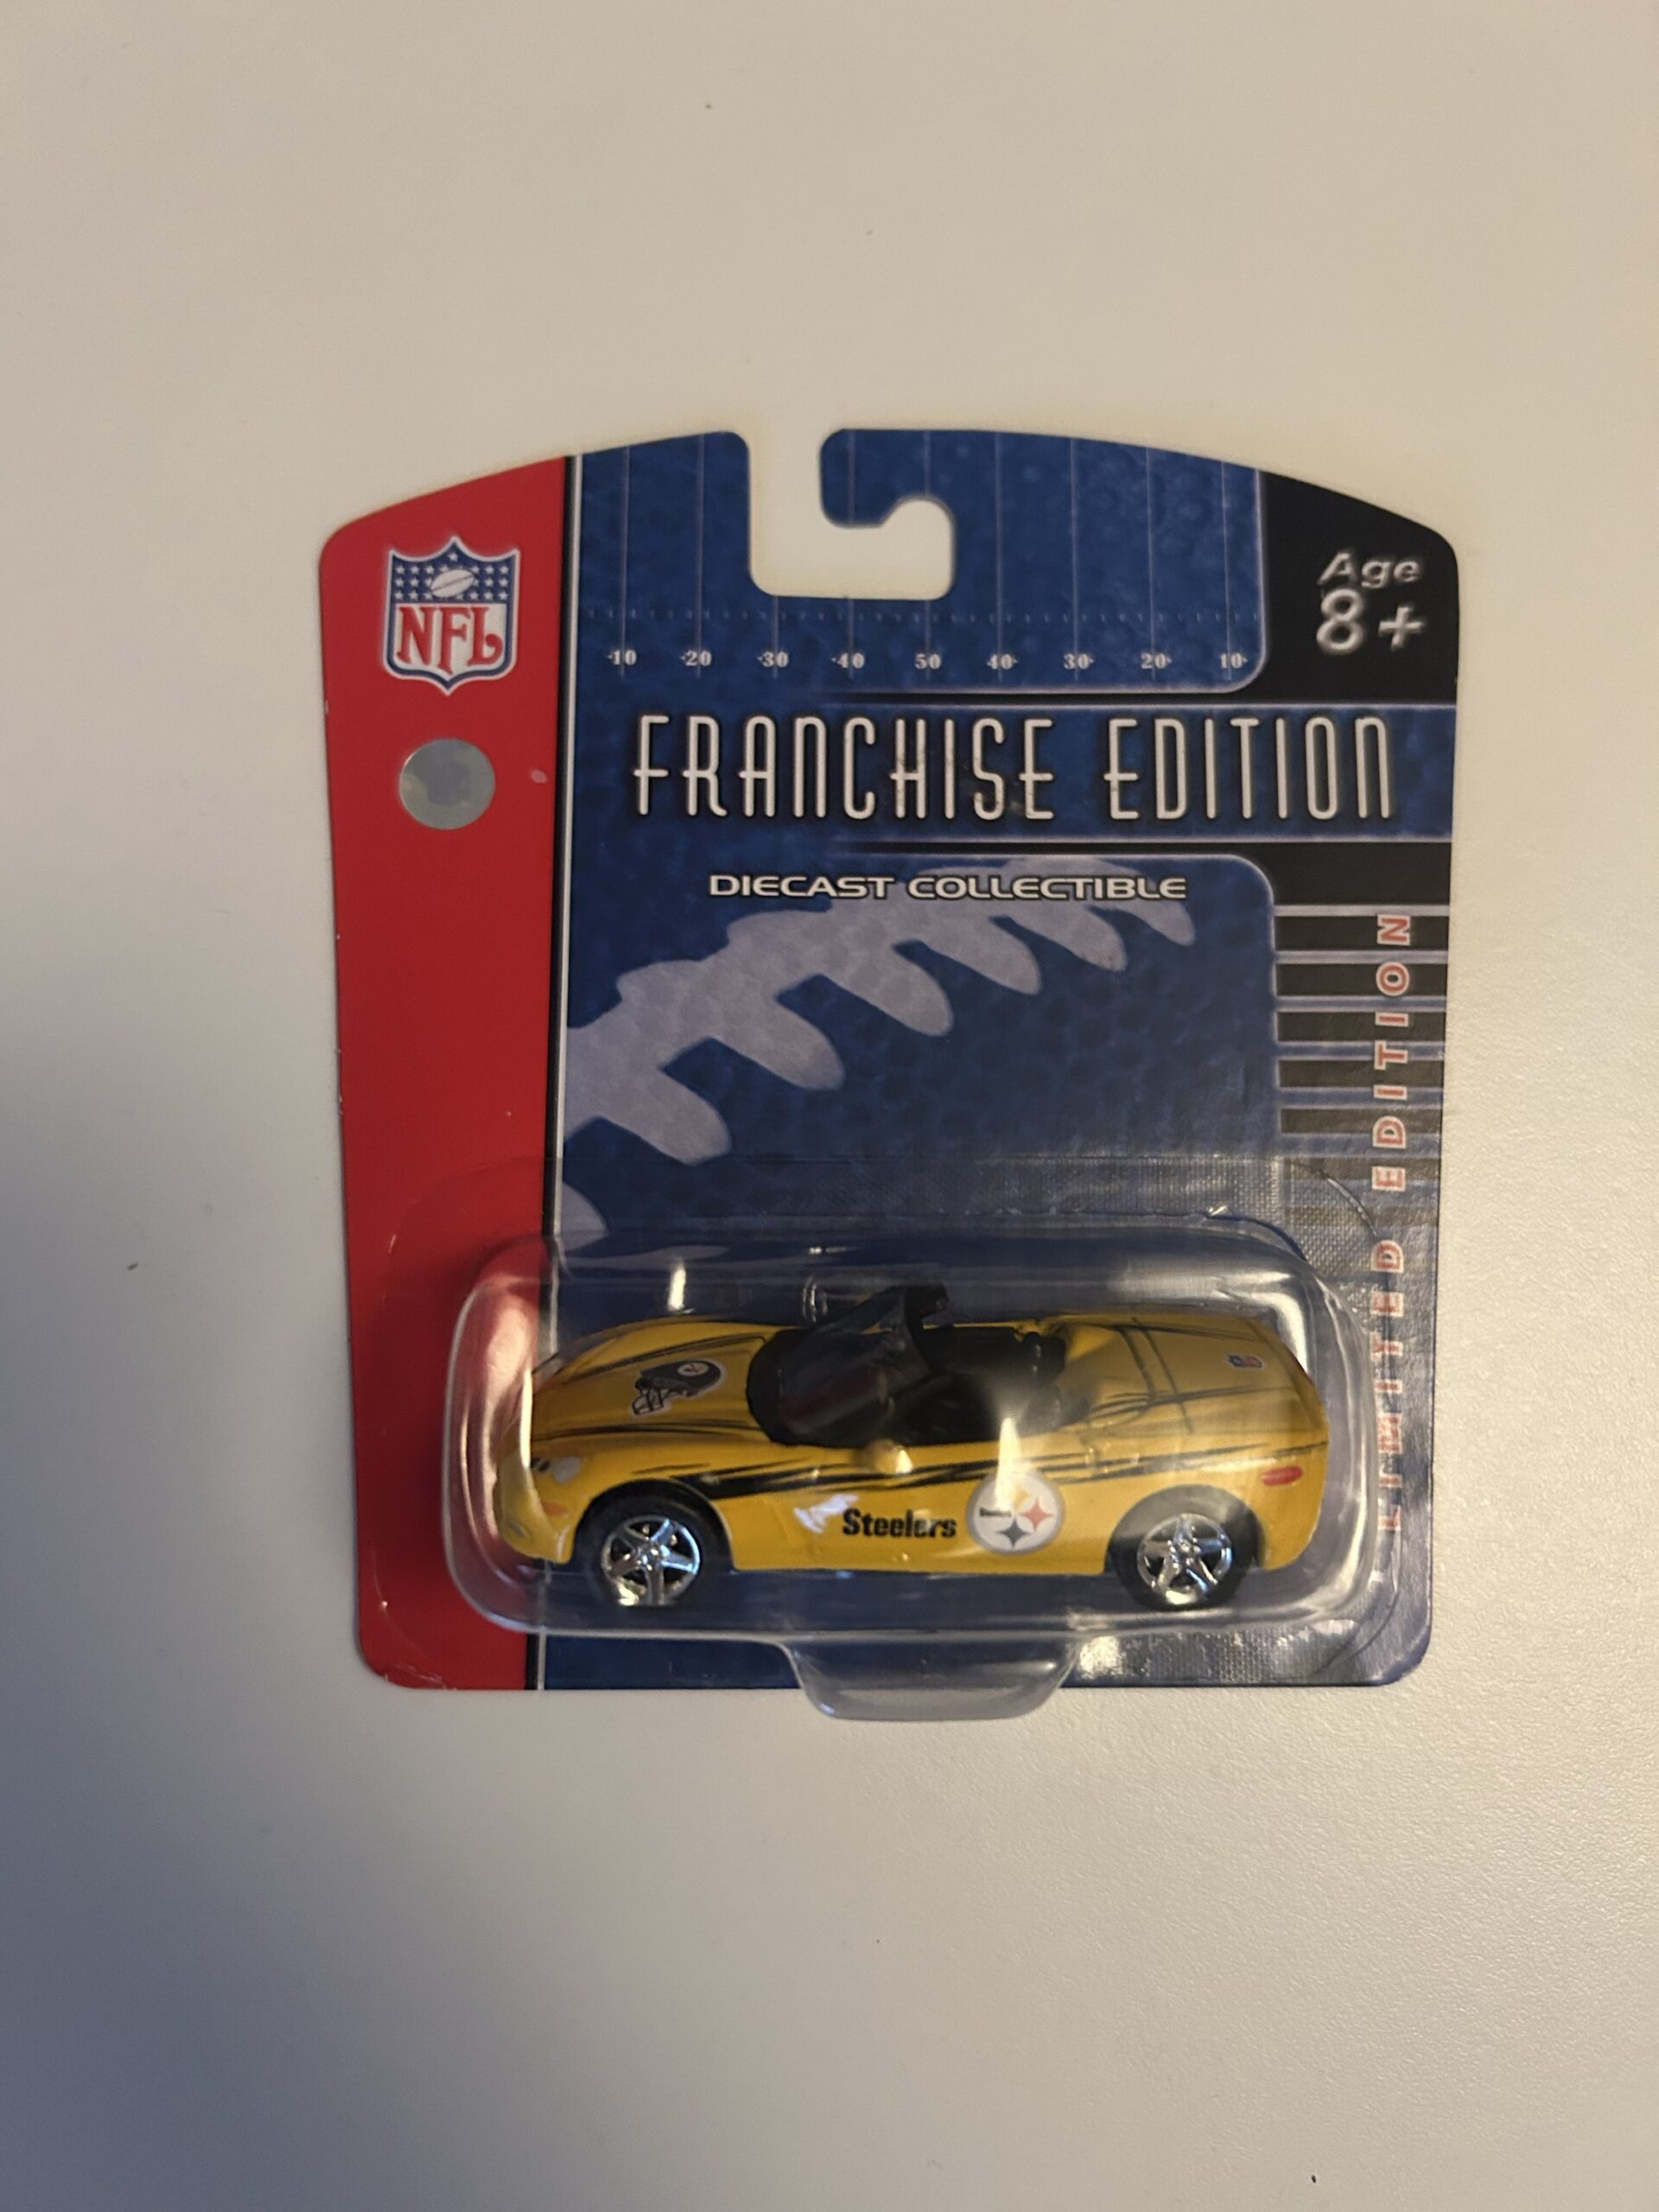 NFL
Age
8+
-10 -20 -30 -40 50 40- 30- 20- 10-
FRANCHISE EDITION
DIECAST COLLECTIBLE
LIMITED EDITION
Steelers
Steelers